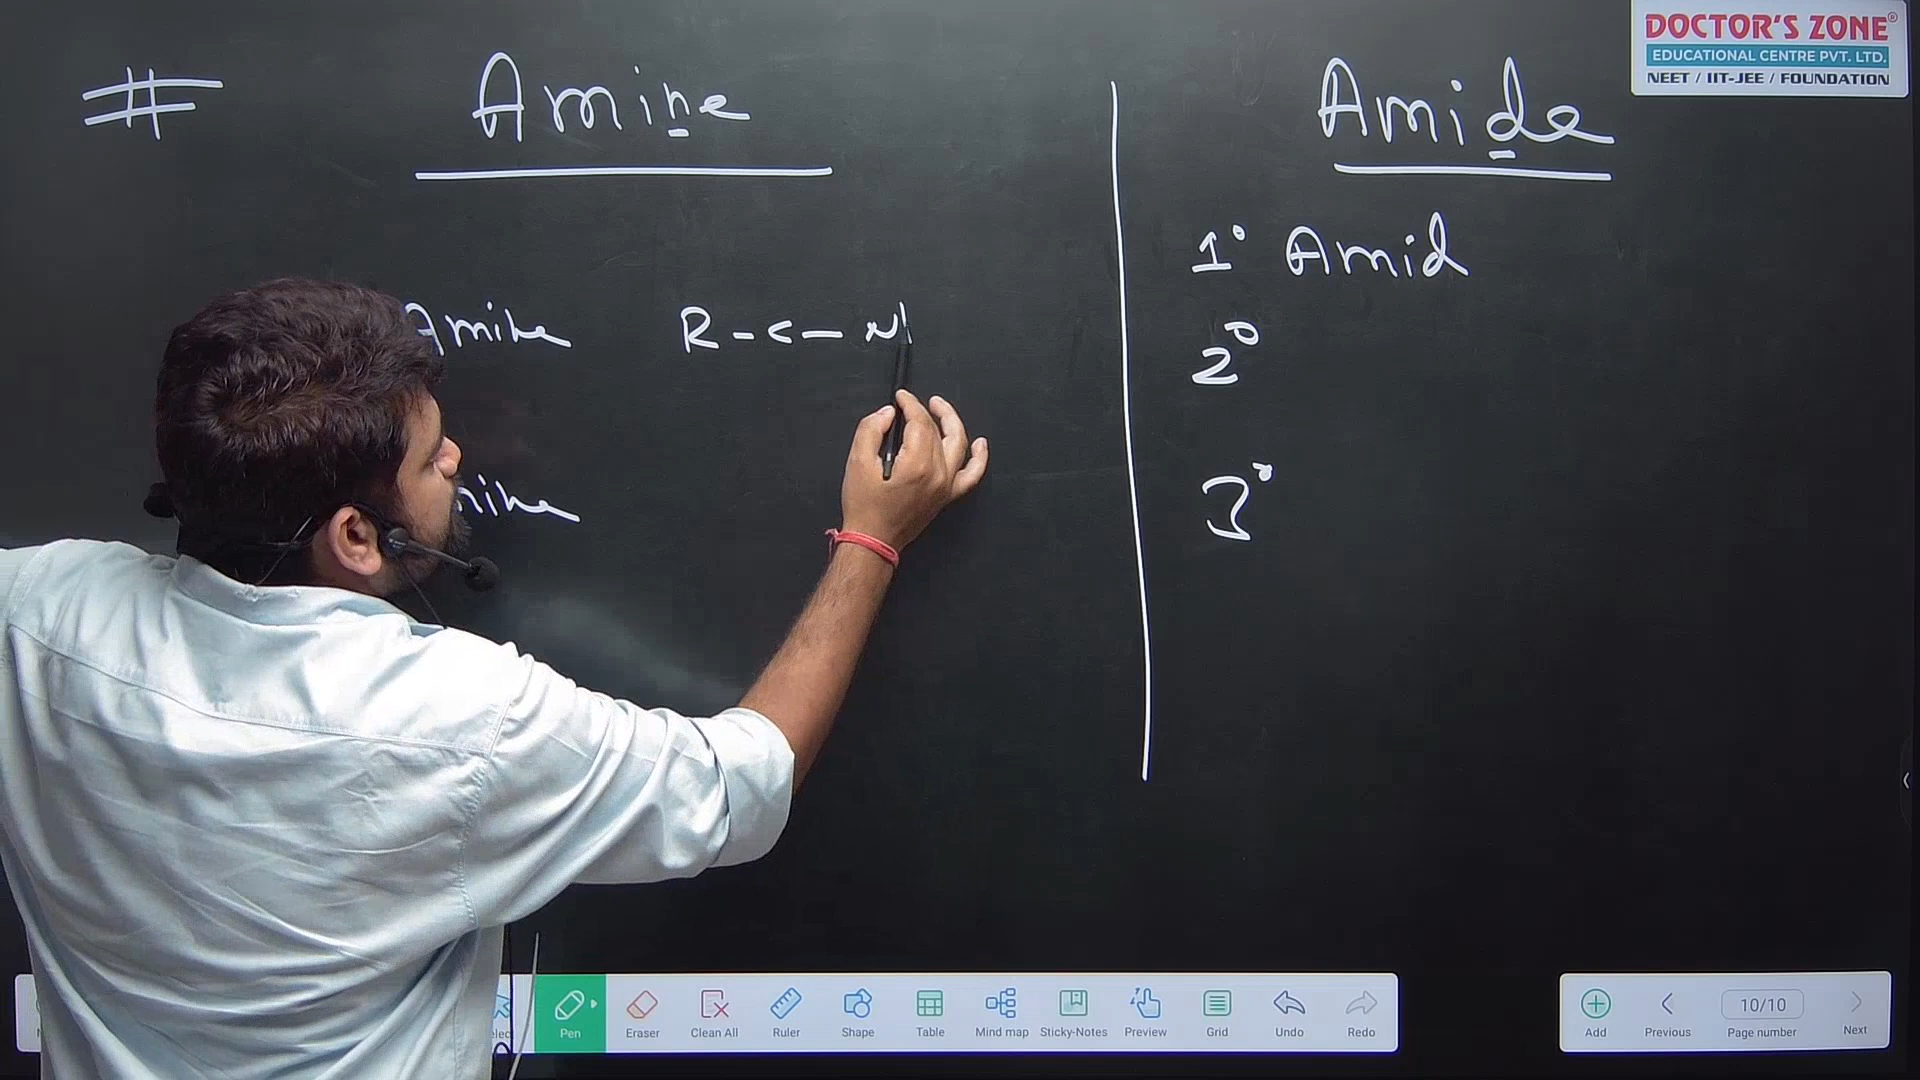 DOCTOR'S ZONE®
EDUCATIONAL CENTRE PVT. LTD.
NEET / IIT-JEE / FOUNDATION
# Amine
Amide
1° Amid
Amine R - C - N
2°
3°
Pen
Eraser
Clean All
Ruler
Shape
Table
Mind map
Sticky-Notes
Preview
Grid
Undo
Redo
Add
Previous
10/10
Page number
Next